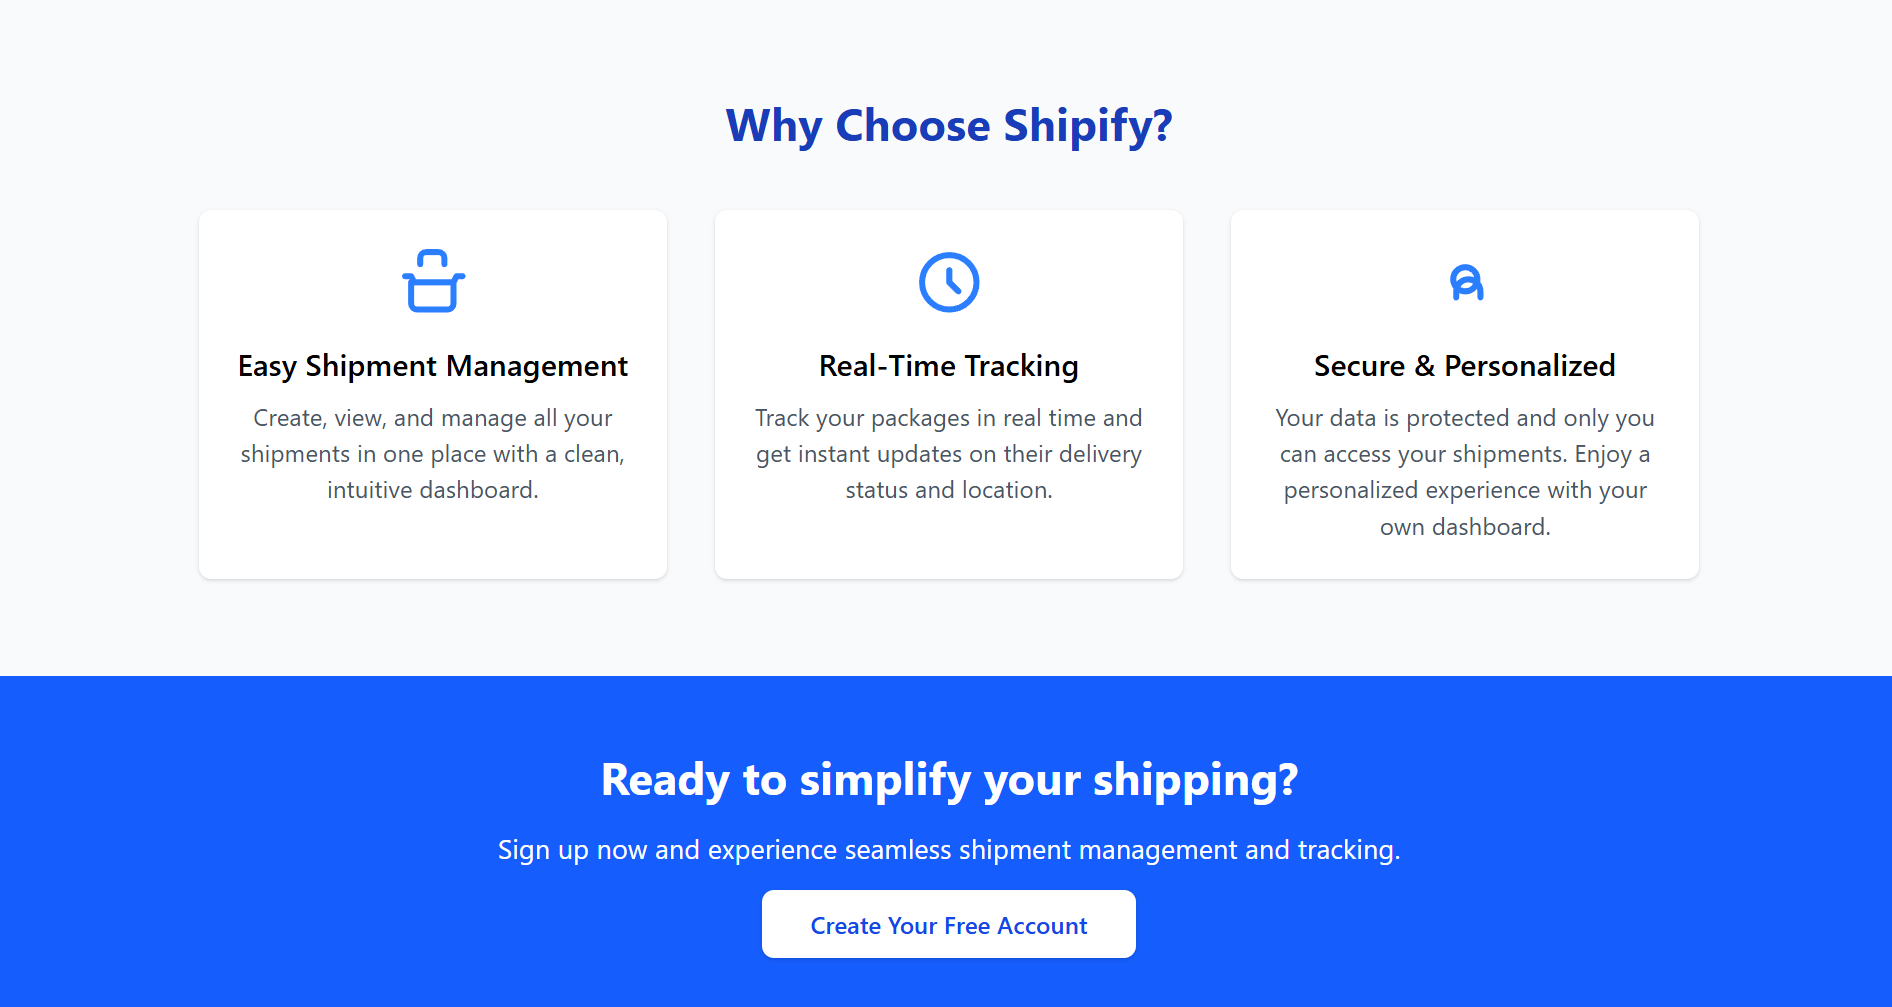 Why Choose Shipify?
Easy Shipment Management
Create, view, and manage all your
shipments in one place with a clean,
intuitive dashboard.
Real-Time Tracking
Track your packages in real time and
get instant updates on their delivery
status and location.
Secure & Personalized
Your data is protected and only you
can access your shipments. Enjoy a
personalized experience with your
own dashboard.
Ready to simplify your shipping?
Sign up now and experience seamless shipment management and tracking.
Create Your Free Account